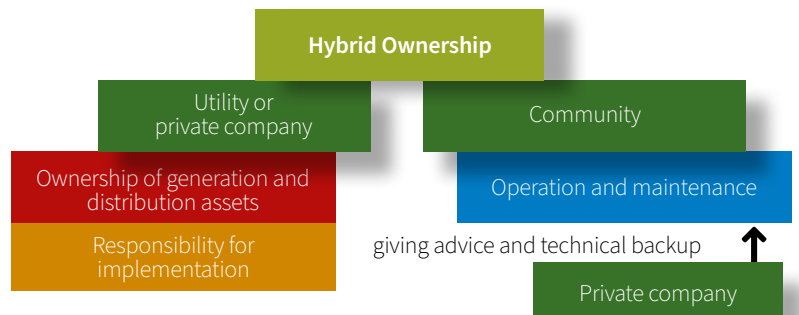 Hybrid Ownership
Utility or
private company
Community
Ownership of generation and
distribution assets
Operation and maintenance
Responsibility for
implementation
giving advice and technical backup
Private company